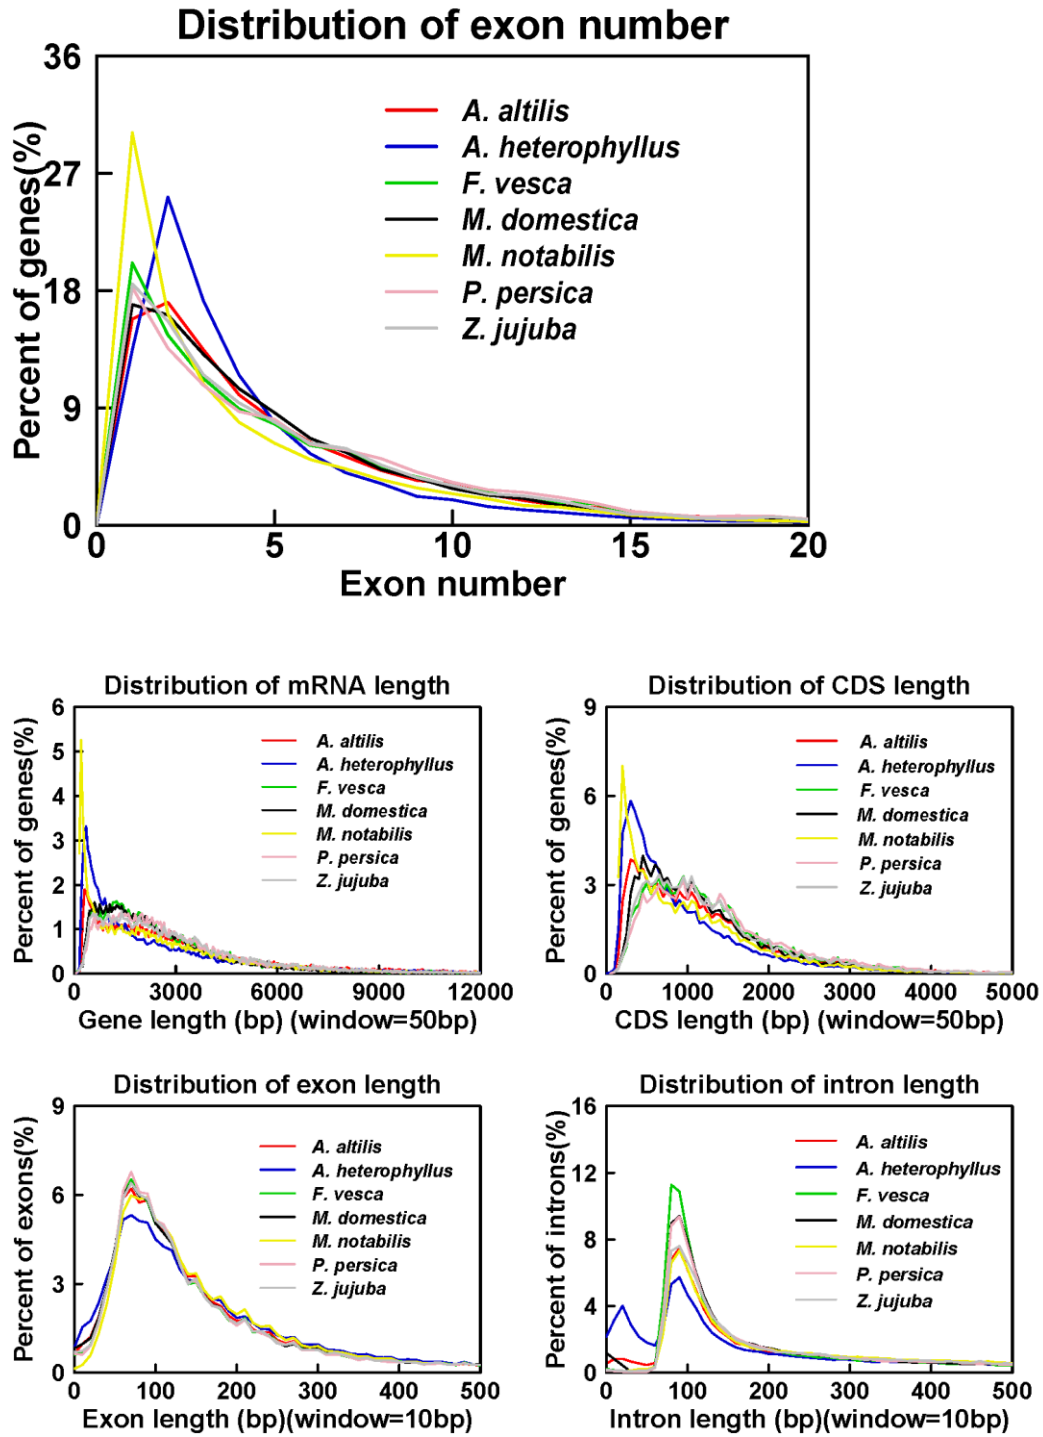 Distribution of exon number
Percent of genes(%)
36
27
18
9
0
A. altilis
A. heterophyllus
F. vesca
M. domestica
M. notabilis
P. persica
Z. jujuba
0 5 10 15 20
Exon number
Distribution of mRNA length
Percent of genes(%)
6
5
4
3
2
1
0
A. altilis
A. heterophyllus
F. vesca
M. domestica
M. notabilis
P. persica
Z. jujuba
0 3000 6000 9000 12000
Gene length (bp) (window=50bp)
Distribution of CDS length
Percent of genes(%)
9
6
3
0
A. altilis
A. heterophyllus
F. vesca
M. domestica
M. notabilis
P. persica
Z. jujuba
0 1000 2000 3000 4000 5000
CDS length (bp) (window=50bp)
Distribution of exon length
Percent of exons(%)
9
6
3
0
A. altilis
A. heterophyllus
F. vesca
M. domestica
M. notabilis
P. persica
Z. jujuba
0 100 200 300 400 500
Exon length (bp)(window=10bp)
Distribution of intron length
Percent of introns(%)
16
12
8
4
0
A. altilis
A. heterophyllus
F. vesca
M. domestica
M. notabilis
P. persica
Z. jujuba
0 100 200 300 400 500
Intron length (bp)(window=10bp)